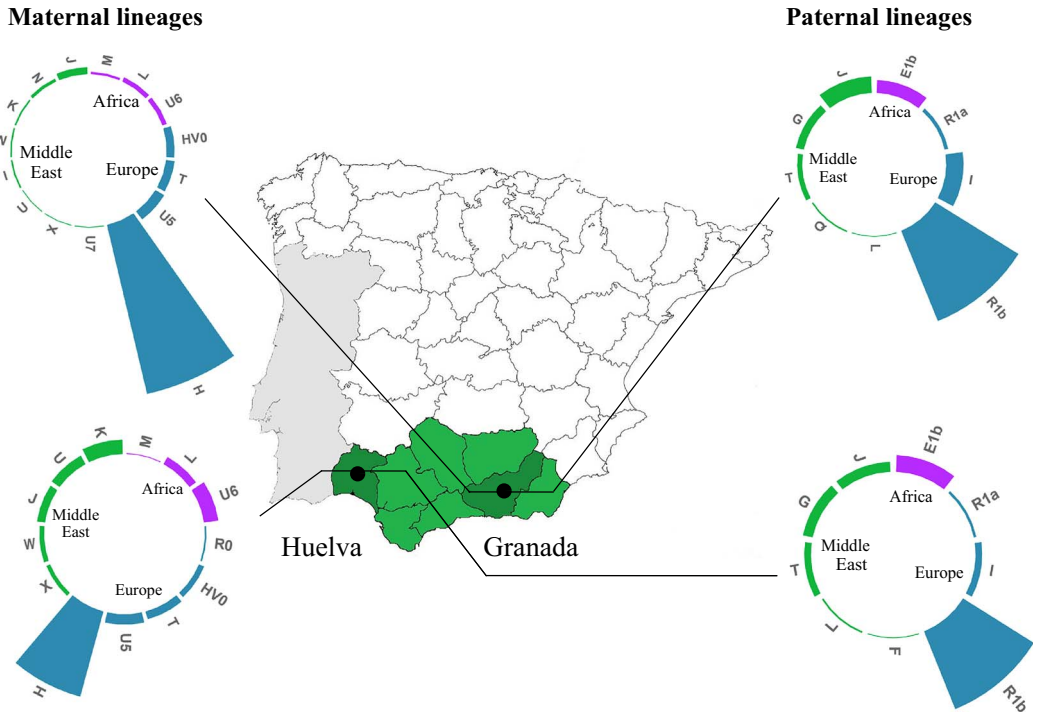 Maternal lineages
Paternal lineages
J
M
L
U6
HV0
T
U5
H
U7
X
U
I
K
N
Africa
Middle
East
Europe
J
E1b
R1a
I
R1b
L
Q
T
G
Africa
Middle
East
Europe
K
M
L
U6
R0
HV0
T
U5
H
X
W
J
U
Africa
Middle
East
Europe
Huelva
Granada
J
E1b
R1a
I
R1b
F
L
T
G
Africa
Middle
East
Europe